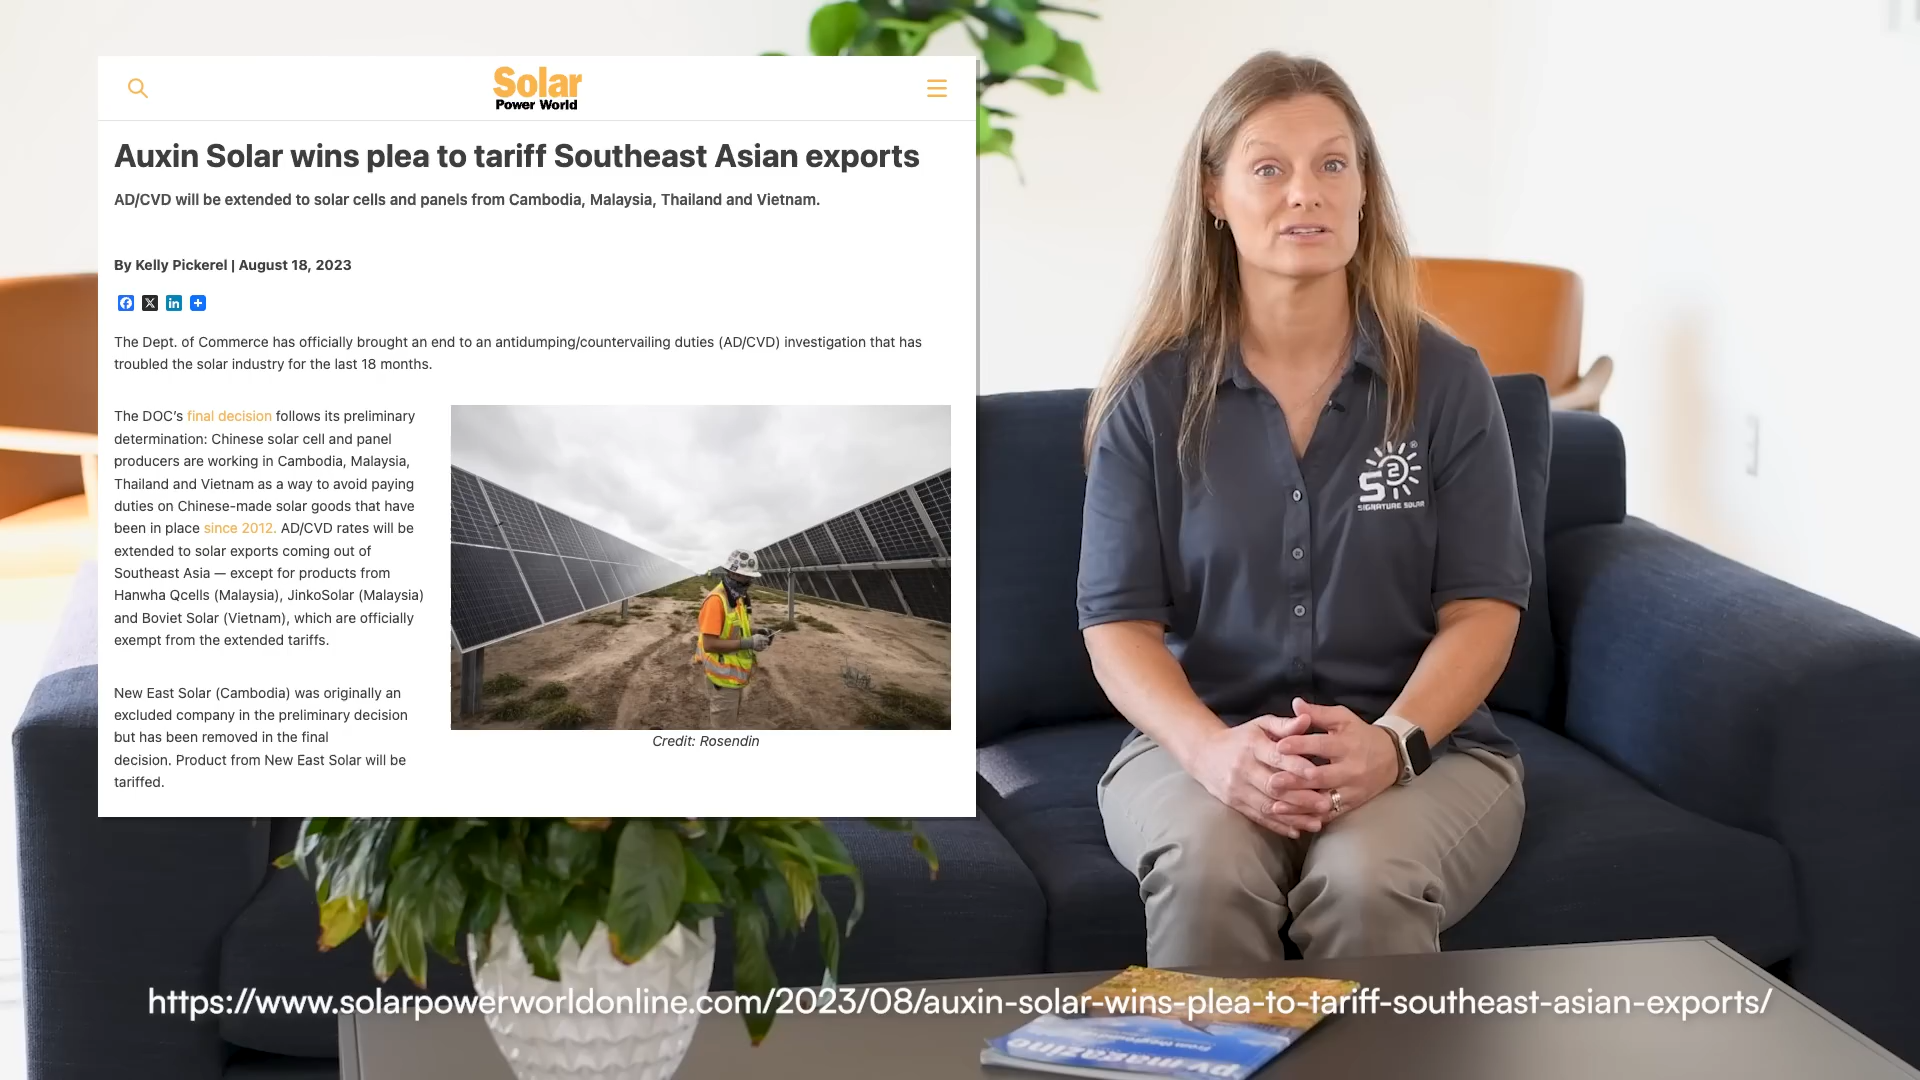 Solar
Power World
Auxin Solar wins plea to tariff Southeast Asian exports
AD/CVD will be extended to solar cells and panels from Cambodia, Malaysia, Thailand and Vietnam.
By Kelly Pickerel | August 18, 2023
The Dept. of Commerce has officially brought an end to an antidumping/countervailing duties (AD/CVD) investigation that has
troubled the solar industry for the last 18 months.
The DOC’s final decision follows its preliminary
determination: Chinese solar cell and panel
producers are working in Cambodia, Malaysia,
Thailand and Vietnam as a way to avoid paying
duties on Chinese-made solar goods that have
been in place since 2012. AD/CVD rates will be
extended to solar exports coming out of
Southeast Asia — except for products from
Hanwha Qcells (Malaysia), JinkoSolar (Malaysia)
and Boviet Solar (Vietnam), which are officially
exempt from the extended tariffs.
New East Solar (Cambodia) was originally an
excluded company in the preliminary decision
but has been removed in the final
decision. Product from New East Solar will be
tariffed.
Credit: Rosendin
S2
SIGNATURE SOLAR
https://www.solarpowerworldonline.com/2023/08/auxin-solar-wins-plea-to-tariff-southeast-asian-exports/
pv magazine